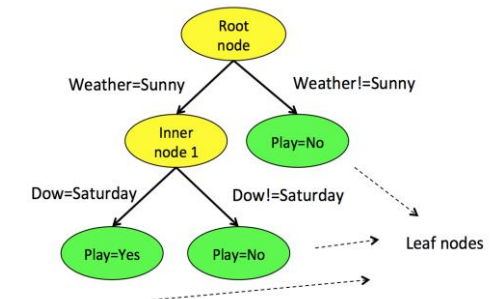 Root
node
Weather=Sunny
Weather!=Sunny
Inner
node 1
Play=No
Dow=Saturday
Dow!=Saturday
Play=Yes
Play=No
Leaf nodes